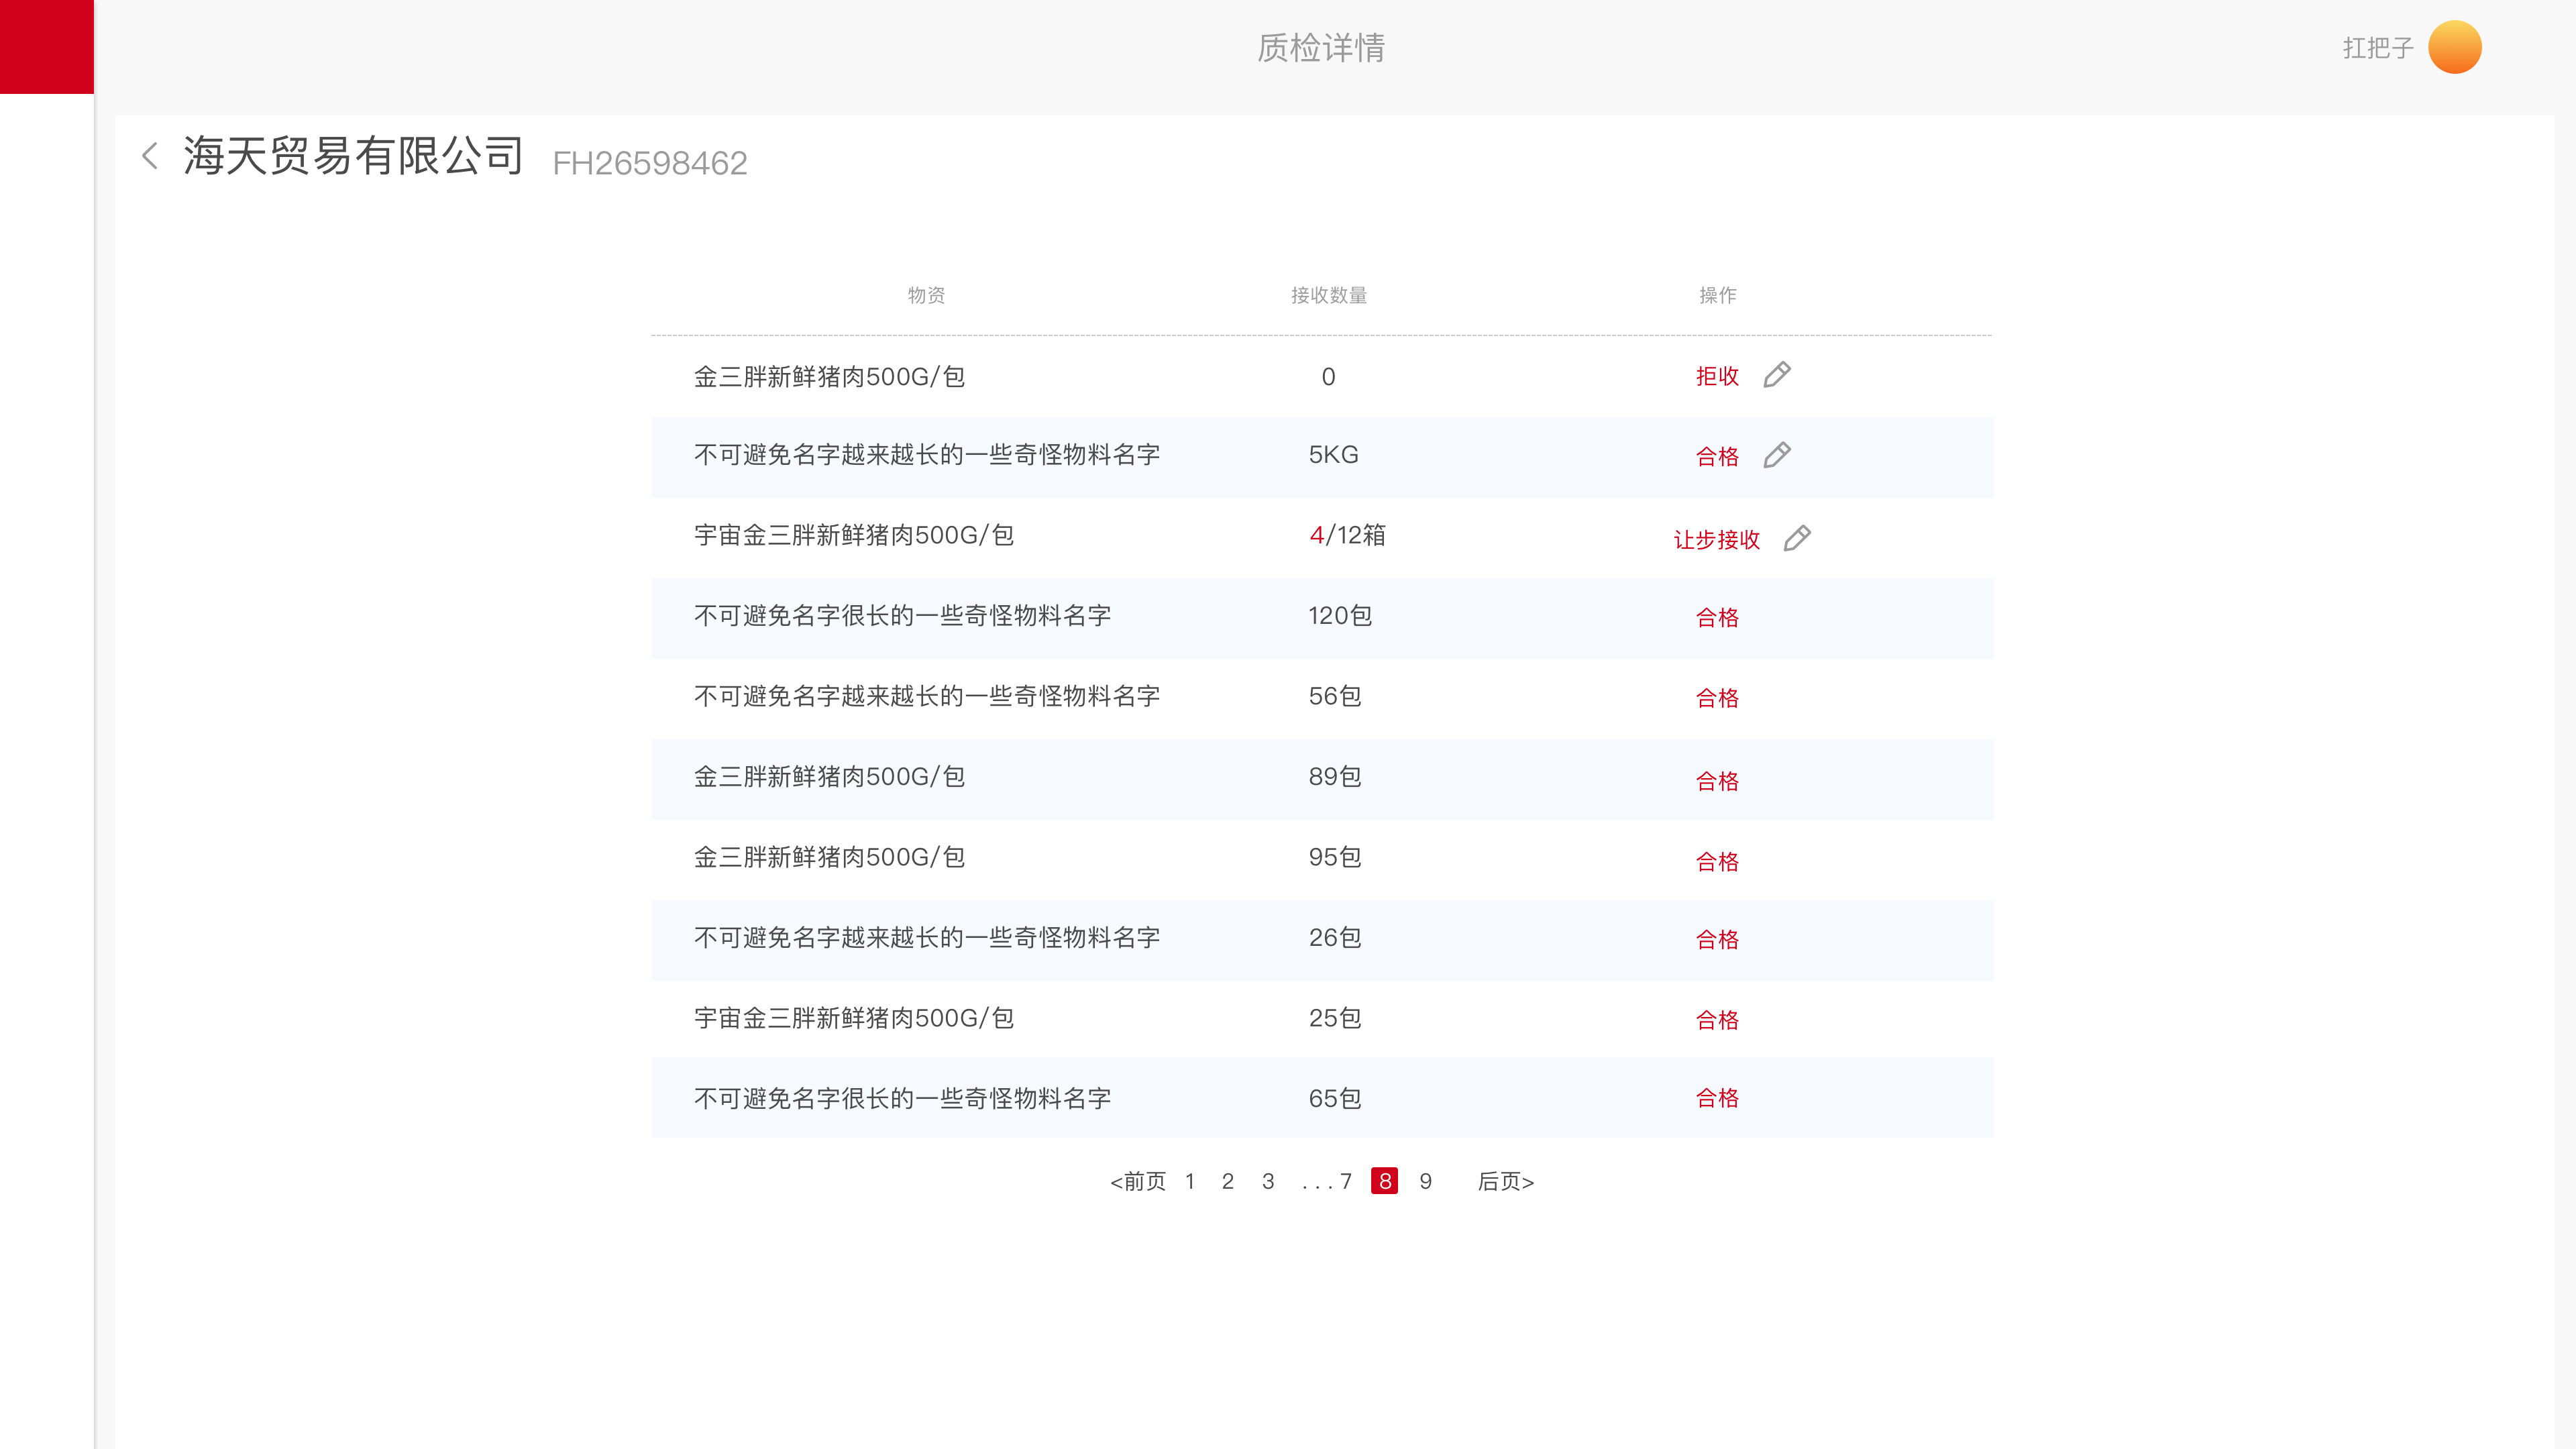 质检详情
扛把子
海天贸易有限公司 FH26598462
物资 接收数量 操作
金三胖新鲜猪肉500G/包 0 拒收
不可避免名字越来越长的一些奇怪物料名字 5KG 合格
宇宙金三胖新鲜猪肉500G/包 4/12箱 让步接收
不可避免名字很长的一些奇怪物料名字 120包 合格
不可避免名字越来越长的一些奇怪物料名字 56包 合格
金三胖新鲜猪肉500G/包 89包 合格
金三胖新鲜猪肉500G/包 95包 合格
不可避免名字越来越长的一些奇怪物料名字 26包 合格
宇宙金三胖新鲜猪肉500G/包 25包 合格
不可避免名字很长的一些奇怪物料名字 65包 合格
<前页 1 2 3 ...7 8 9 后页>